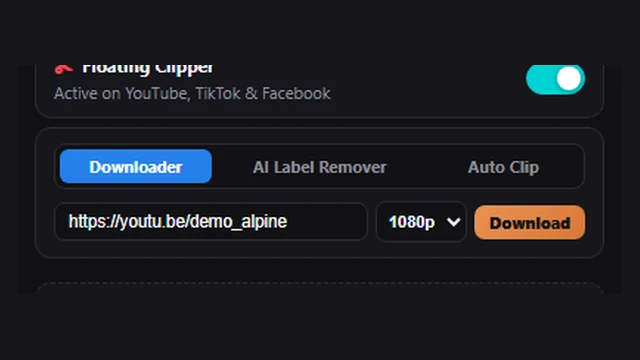 Floating Clipper
Active on YouTube, TikTok & Facebook
Downloader AI Label Remover Auto Clip
https://youtu.be/demo_alpine 1080p Download